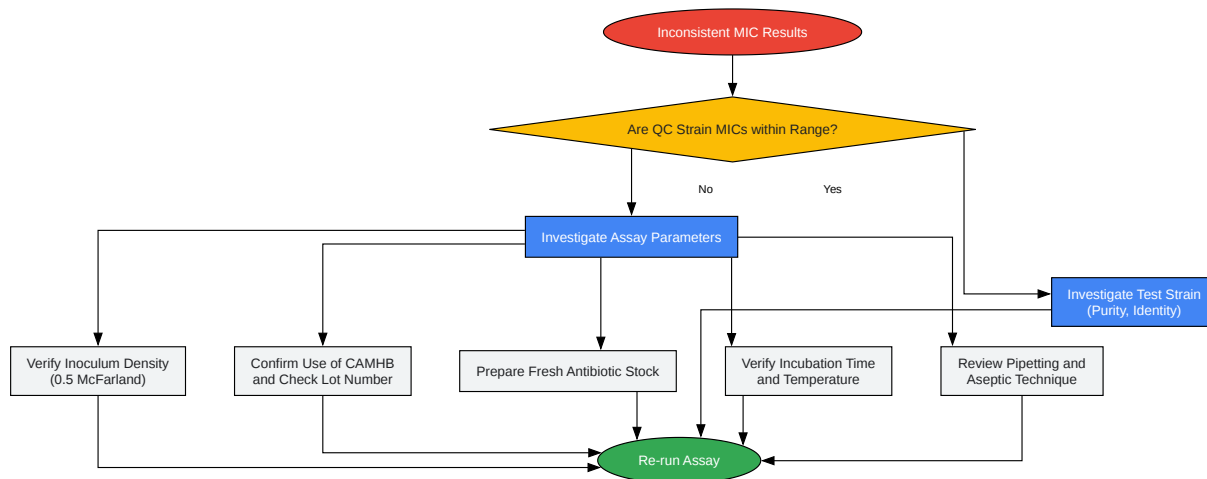 Inconsistent MIC Results
Are QC Strain MICs within Range?
No
Yes
Investigate Assay Parameters
Investigate Test Strain
(Purity, Identity)
Verify Inoculum Density
(0.5 McFarland)
Confirm Use of CAMHB
and Check Lot Number
Prepare Fresh Antibiotic Stock
Verify Incubation Time
and Temperature
Review Pipetting and
Aseptic Technique
Re-run Assay